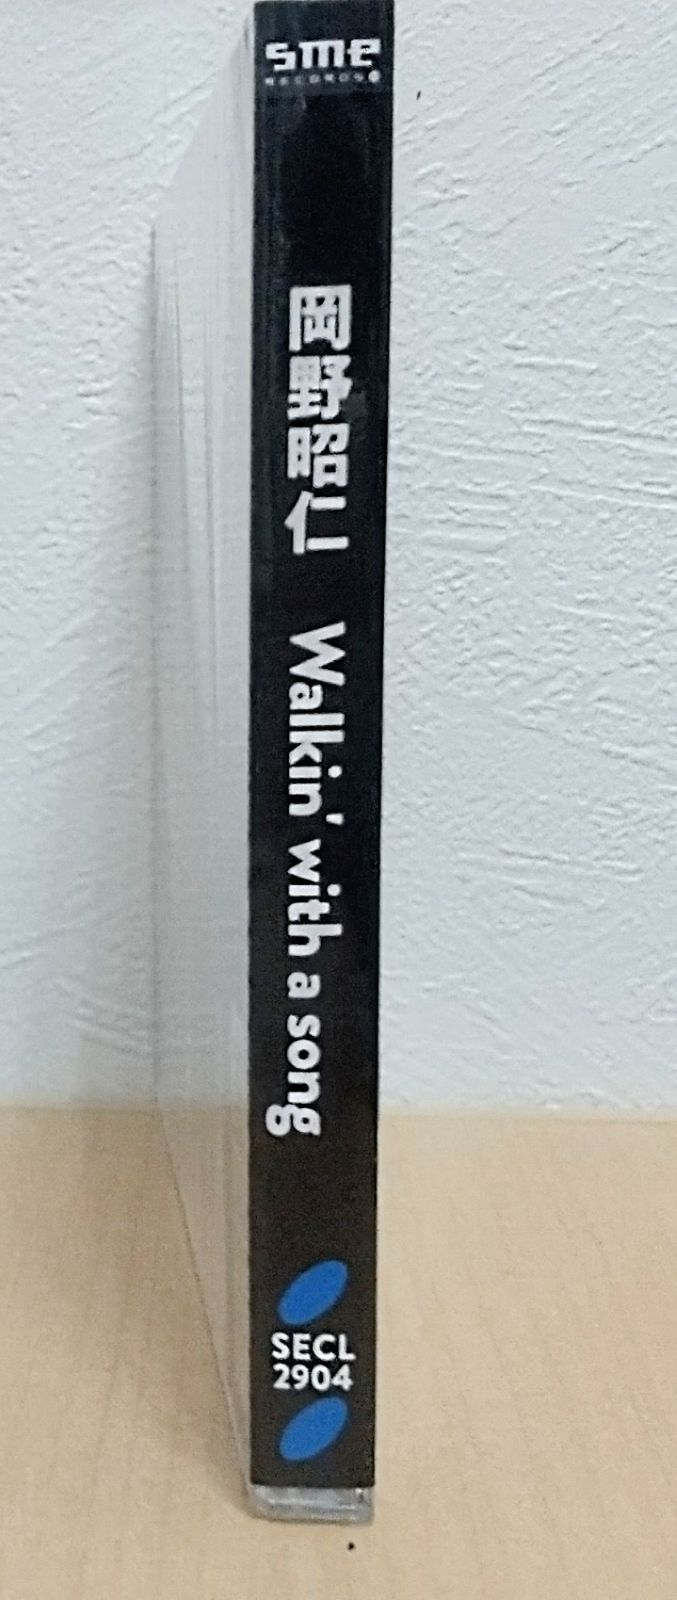 sme
RECORDS
岡野昭仁 Walkin' with a song
SECL
2904